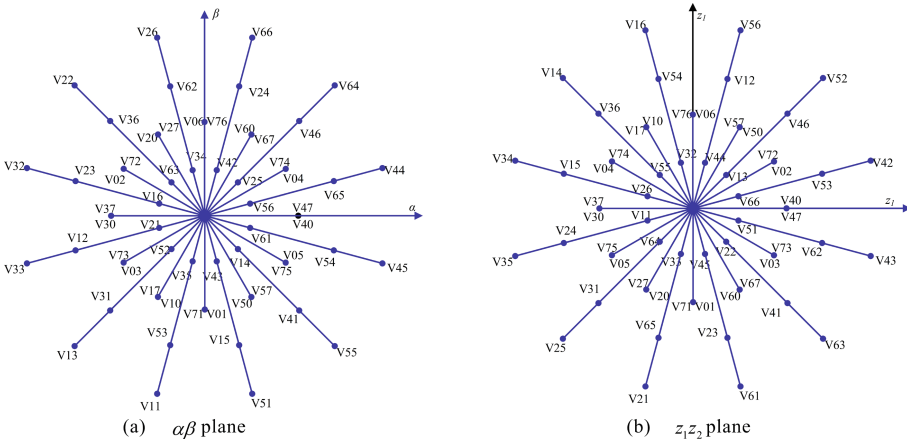 β
V26
V66
V22
V62
V64
V24
V36
V06
V76
V46
V27
V20
V60
V67
V34
V42
V32
V23
V72
V02
V63
V74
V04
V25
V65
V44
V16
V56
V37
V30
V47
V40
α
V21
V61
V12
V52
V14
V05
V75
V54
V33
V73
V03
V35
V43
V45
V31
V17
V10
V71
V01
V50
V57
V41
V53
V15
V13
V55
V11
V51
(a) αβ plane
z1
V16
V56
V14
V54
V12
V52
V36
V76
V06
V46
V10
V17
V57
V50
V34
V15
V74
V04
V55
V32
V44
V13
V72
V02
V53
V42
V26
V66
V37
V30
V40
V47
z1
V11
V51
V24
V64
V22
V62
V35
V75
V05
V33
V45
V73
V03
V43
V31
V27
V20
V71
V01
V60
V67
V41
V65
V23
V25
V63
V21
V61
(b) z1z2 plane